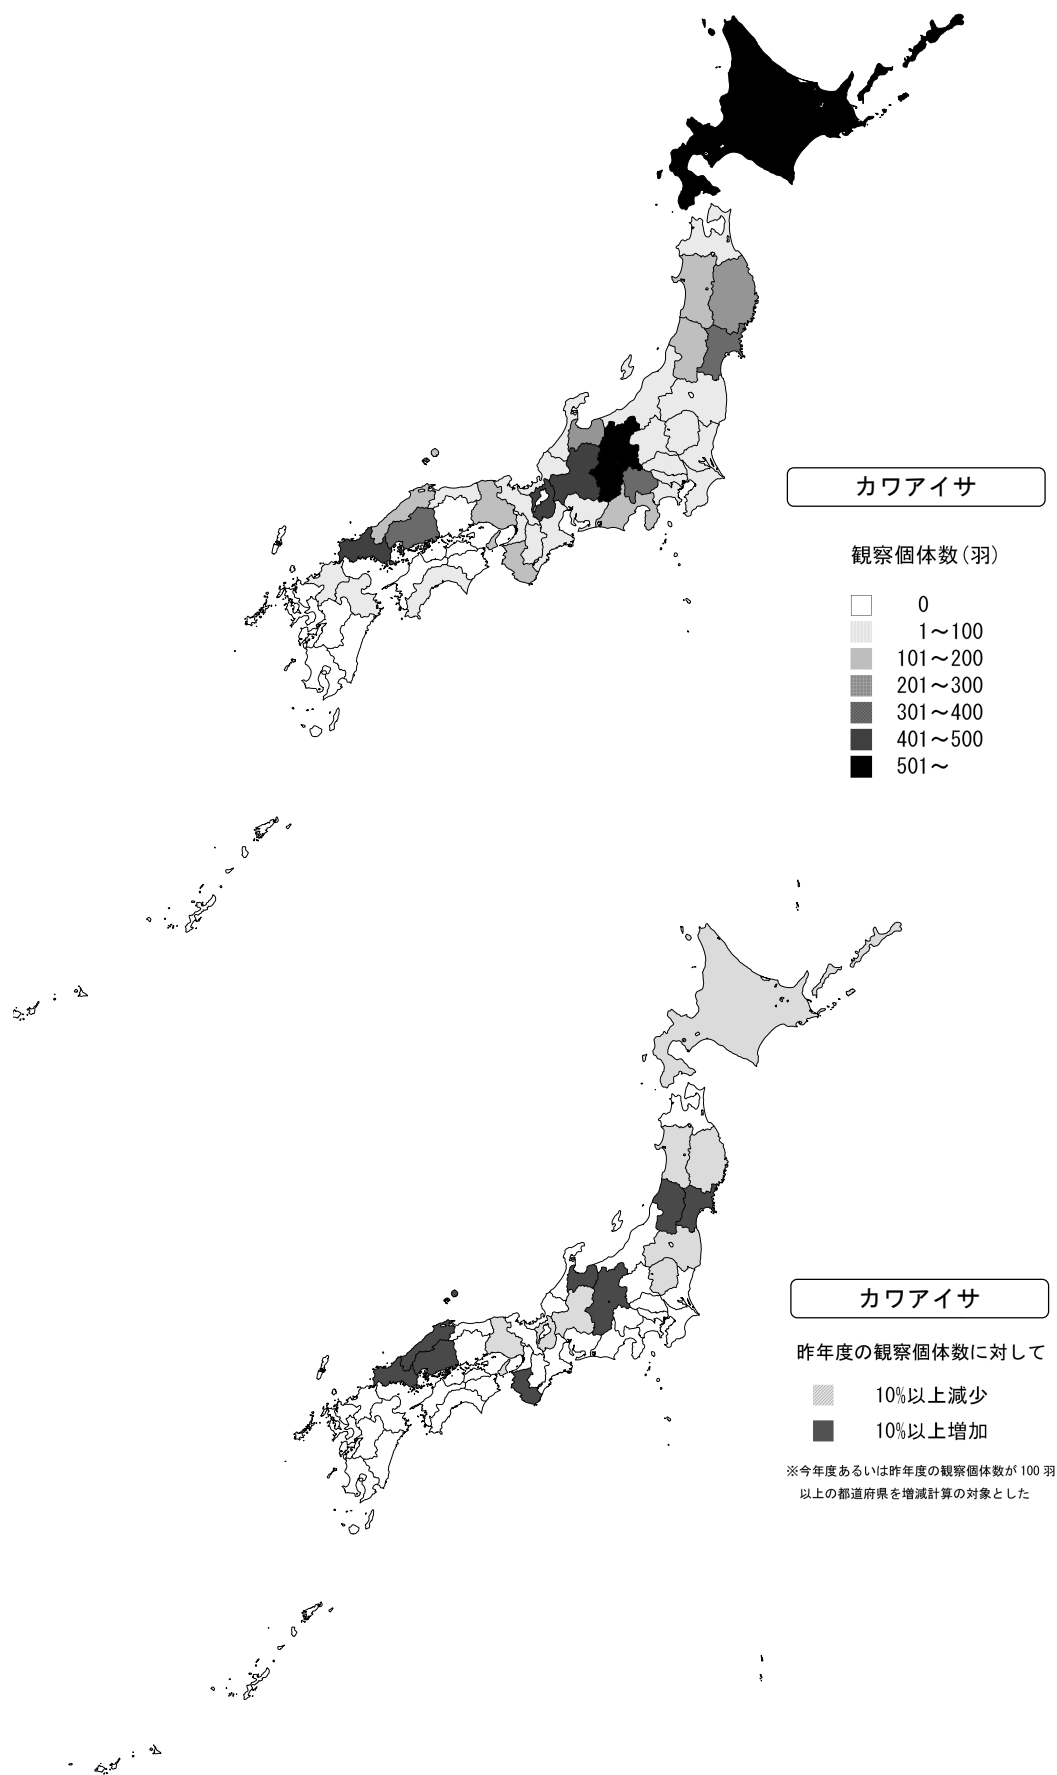 カワアイサ
観察個体数（羽）
0
1～100
101～200
201～300
301～400
401～500
501～
カワアイサ
昨年度の観察個体数に対して
10%以上減少
10%以上増加
※今年度あるいは昨年度の観察個体数が100羽
以上の都道府県を増減計算の対象とした